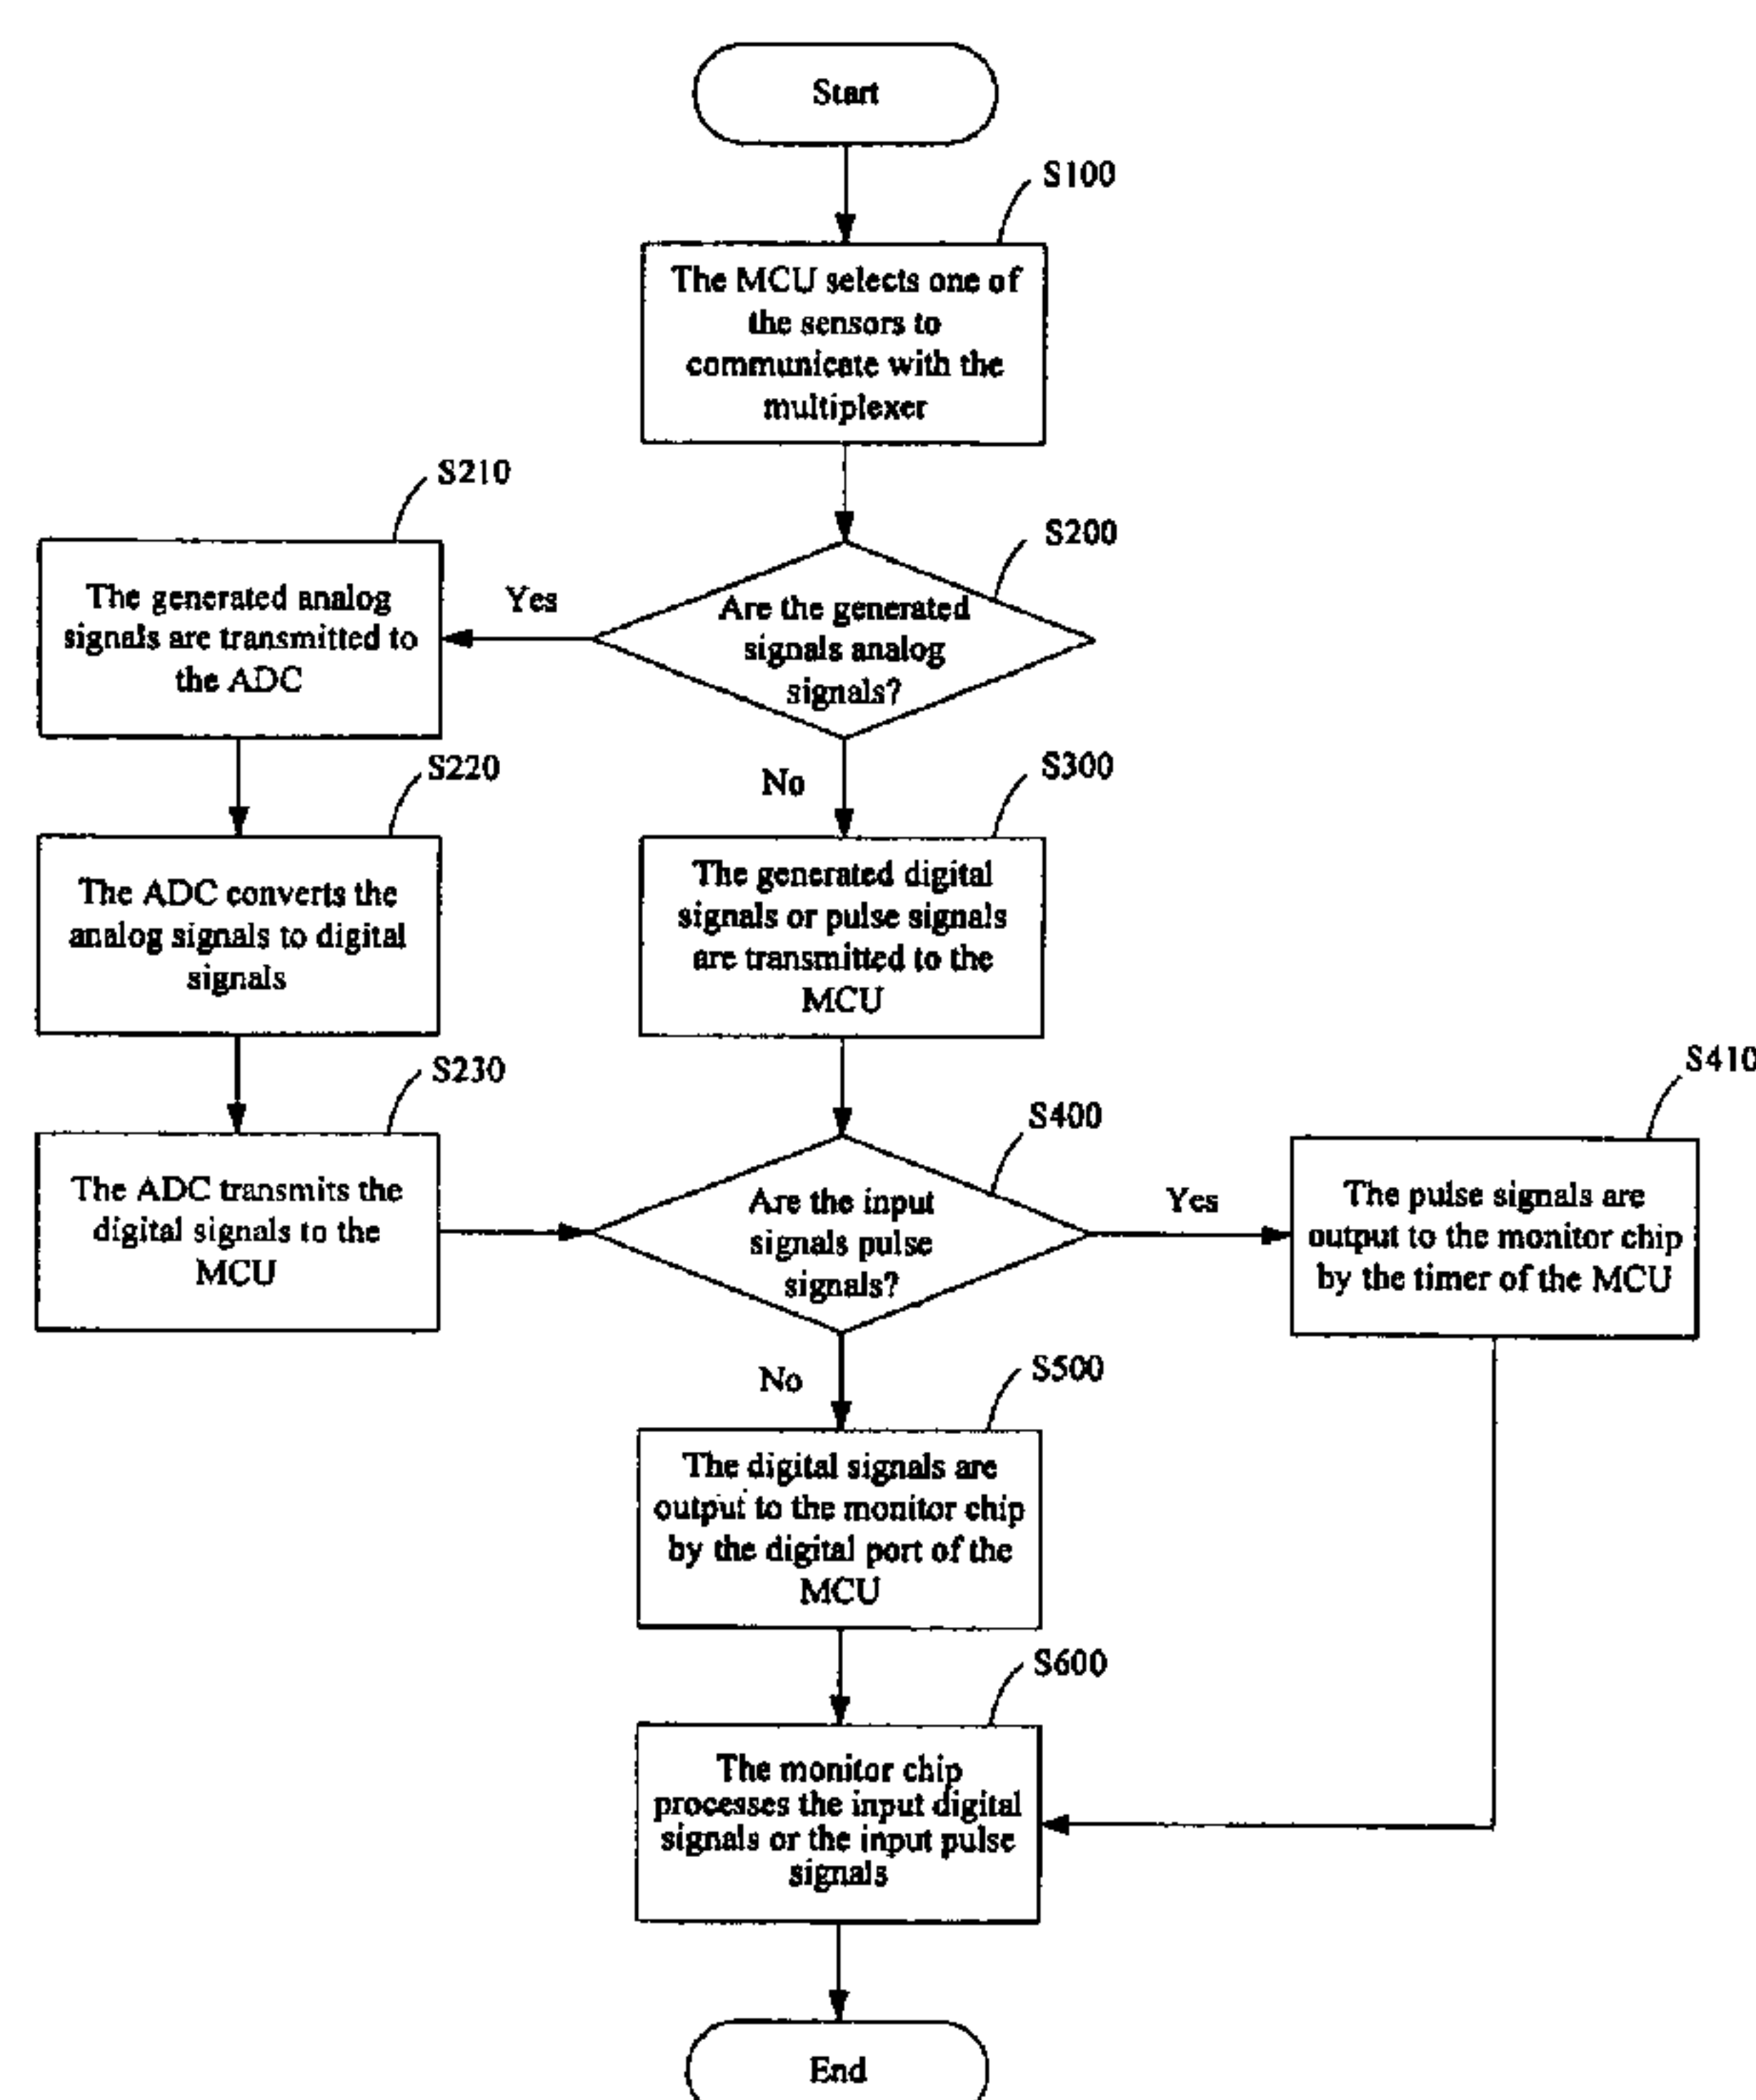 Start
S100
The MCU selects one of
the sensors to
communicate with the
multiplexer
S210
S200
The generated analog
signals are transmitted to
the ADC
Yes
Are the generated
signals analog
signals?
S220
No
S300
The ADC converts the
analog signals to digital
signals
The generated digital
signals or pulse signals
are transmitted to the
MCU
S230
S400
S410
The ADC transmits the
digital signals to the
MCU
Are the input
signals pulse
signals?
Yes
The pulse signals are
output to the monitor chip
by the timer of the MCU
No
S500
The digital signals are
output to the monitor chip
by the digital port of the
MCU
S600
The monitor chip
processes the input digital
signals or the input pulse
signals
End